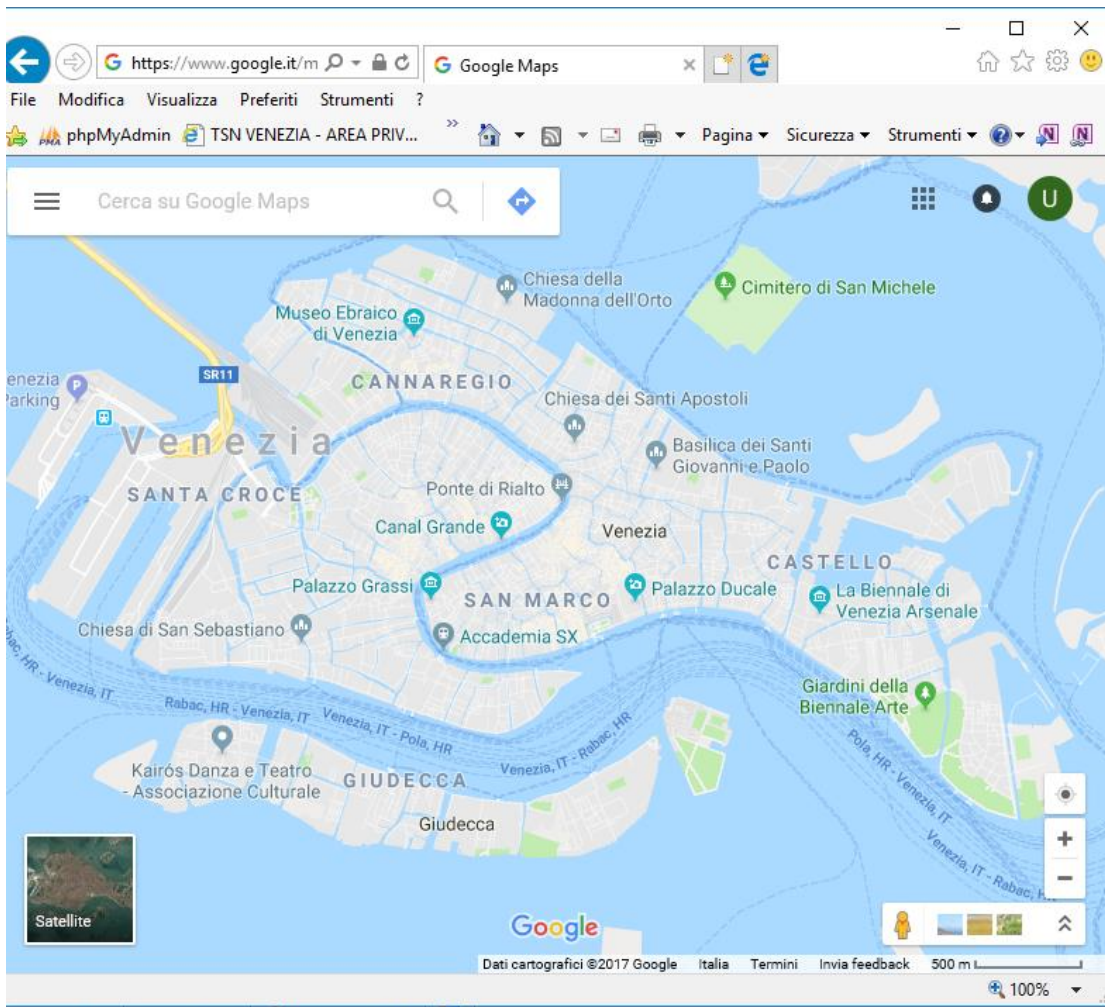 https://www.google.it/m
Google Maps
File Modifica Visualizza Preferiti Strumenti ?
phpMyAdmin TSN VENEZIA - AREA PRIV... Pagina Sicurezza Strumenti
Cerca su Google Maps
U
Chiesa della
Madonna dell'Orto
Cimitero di San Michele
Museo Ebraico
di Venezia
SR11
CANNAREGIO
enezia
Parking
Chiesa dei Santi Apostoli
Venezia
Basilica dei Santi
Giovanni e Paolo
SANTA CROCE
Ponte di Rialto
Canal Grande
Venezia
CASTELLO
Palazzo Grassi
SAN MARCO
Palazzo Ducale
La Biennale di
Venezia Arsenale
Chiesa di San Sebastiano
Accademia SX
HR - Venezia, IT
Rabac, HR - Venezia, IT
Venezia, IT - Pola, HR
Venezia, IT - Rabac, HR
Giardini della
Biennale Arte
Pola, HR - Venezia, IT
Kairós Danza e Teatro
- Associazione Culturale
GIUDECCA
Giudecca
Venezia, IT - Rabac,
Satellite
Google
Dati cartografici ©2017 Google Italia Termini Invia feedback 500 m
100%